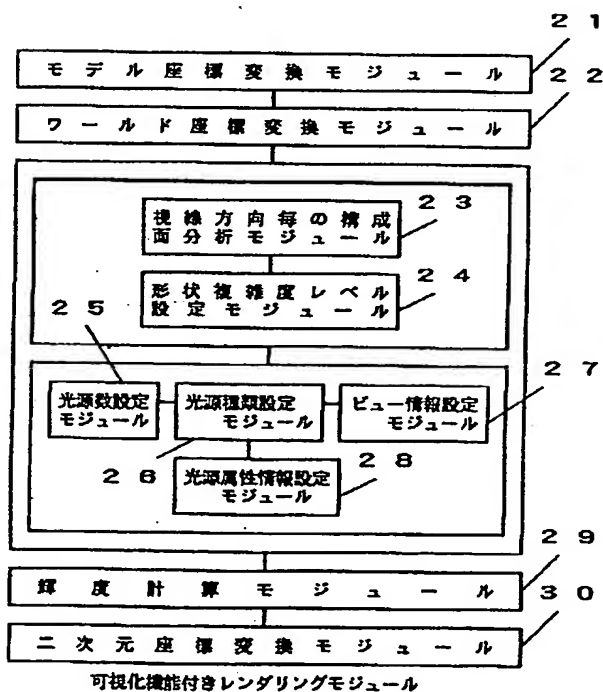 21
モデル座標変換モジュール
22
ワールド座標変換モジュール
23
視線方向毎の構成
面分析モジュール
24
形状複雑度レベル
設定モジュール
25
光源数設定
モジュール
光源種類設定
モジュール
ビュー情報設定
モジュール
27
26
光源属性情報設定
モジュール
28
29
輝度計算モジュール
30
二次元座標変換モジュール
可視化機能付きレンダリングモジュール